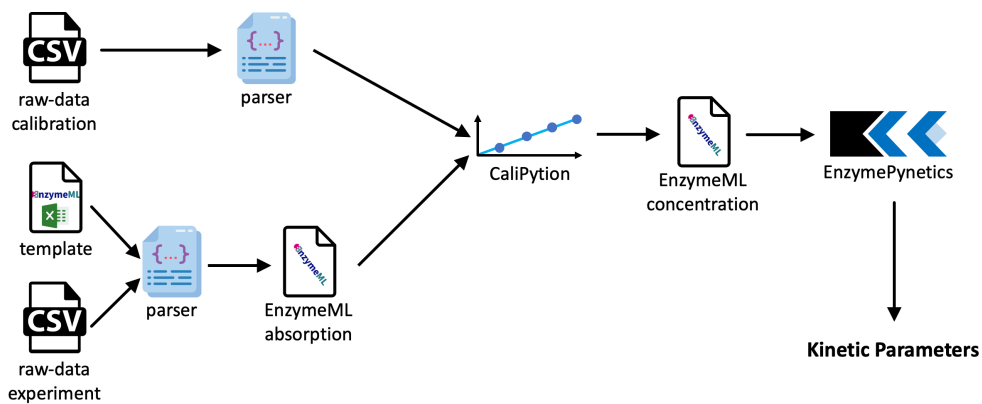 CSV
raw-data
calibration
{...}
parser
EnzymeML
template
CSV
raw-data
experiment
{...}
parser
EnzymeML
EnzymeML
absorption
CaliPytion
EnzymeML
EnzymeML
concentration
EnzymePynetics
Kinetic Parameters